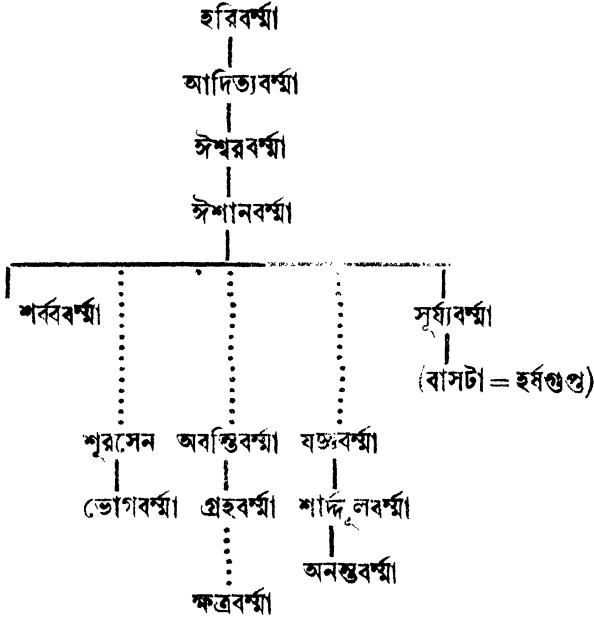 হরিবর্ম্মা
আদিত্যবর্ম্মা
ঈশ্বরবর্ম্মা
ঈশানবর্ম্মা
শর্ব্ববর্ম্মা সূর্য্যবর্ম্মা
(বাসটা = হর্ষগুপ্ত)
শূরসেন অবন্তিবর্ম্মা যজ্ঞবর্ম্মা
ভোগবর্ম্মা গ্রহবর্ম্মা শার্দ্দূলবর্ম্মা
অনন্তবর্ম্মা
ক্ষত্রবর্ম্মা